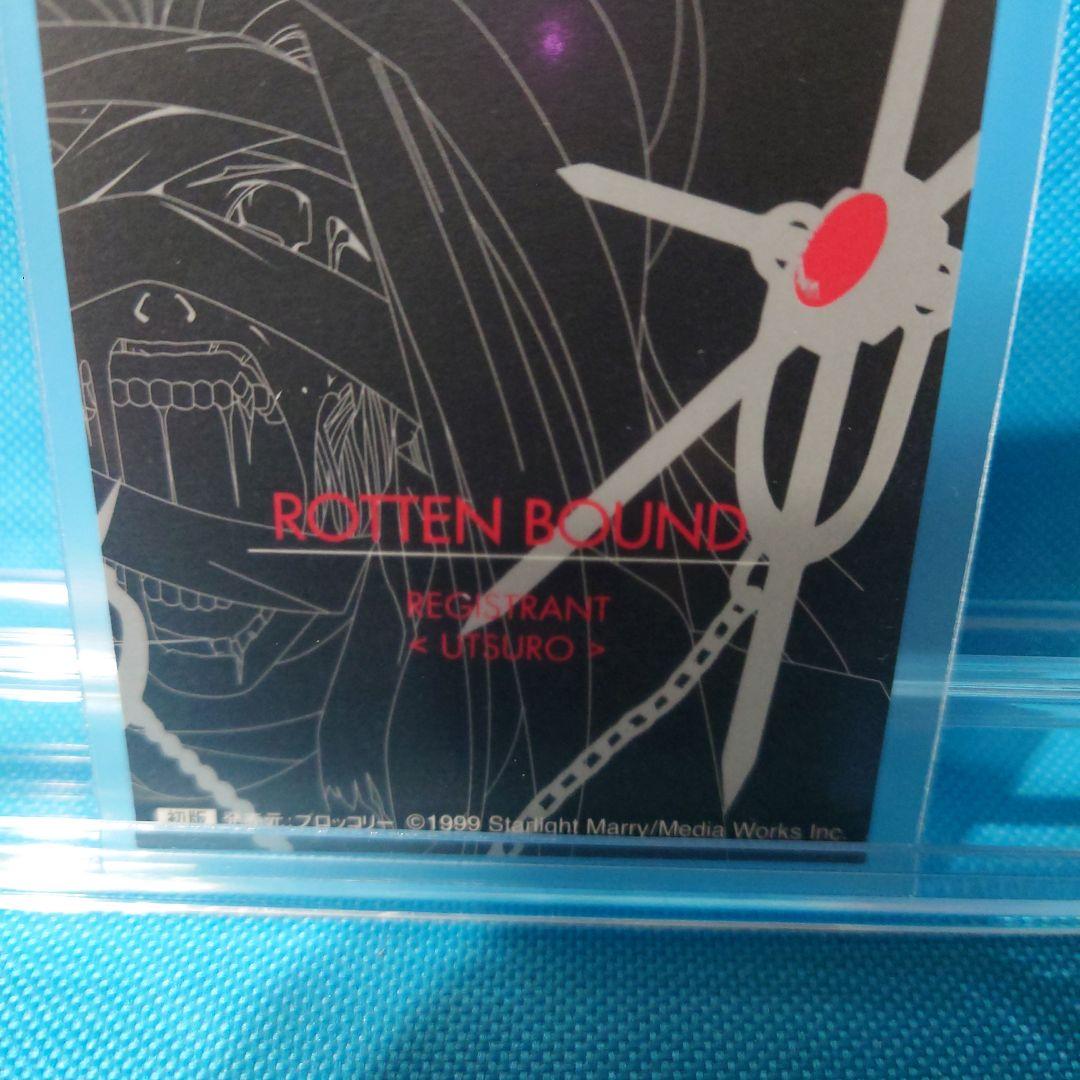 ROTTEN BOUND
REGISTRANT
< UTSURO >
初版 発売元:ブロッコリー ©1999 Starlight Marry/Media Works Inc.